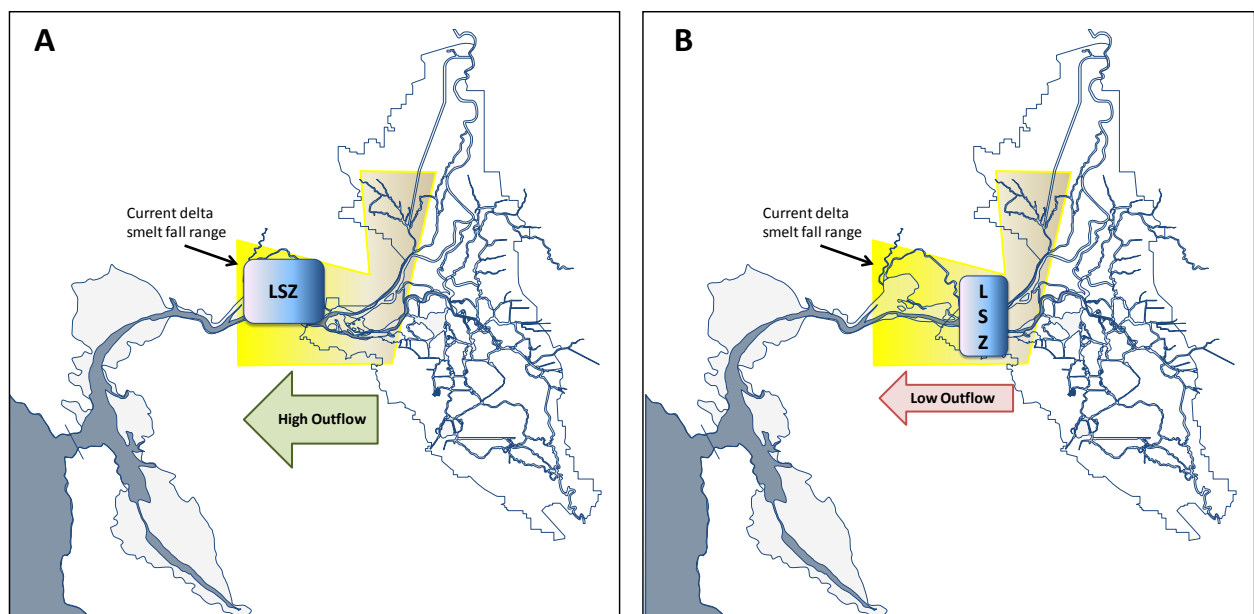 A
Current delta
smelt fall range
LSZ
High Outflow
B
Current delta
smelt fall range
L
S
Z
Low Outflow